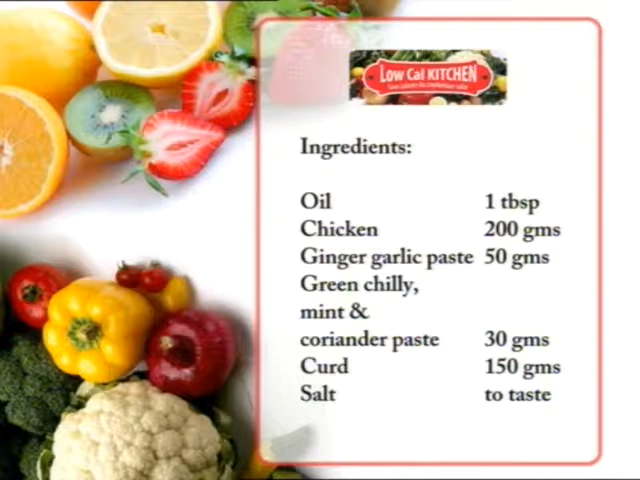 Low Cal KITCHEN
Ingredients:
Oil 1 tbsp
Chicken 200 gms
Ginger garlic paste 50 gms
Green chilly,
mint &
coriander paste 30 gms
Curd 150 gms
Salt to taste